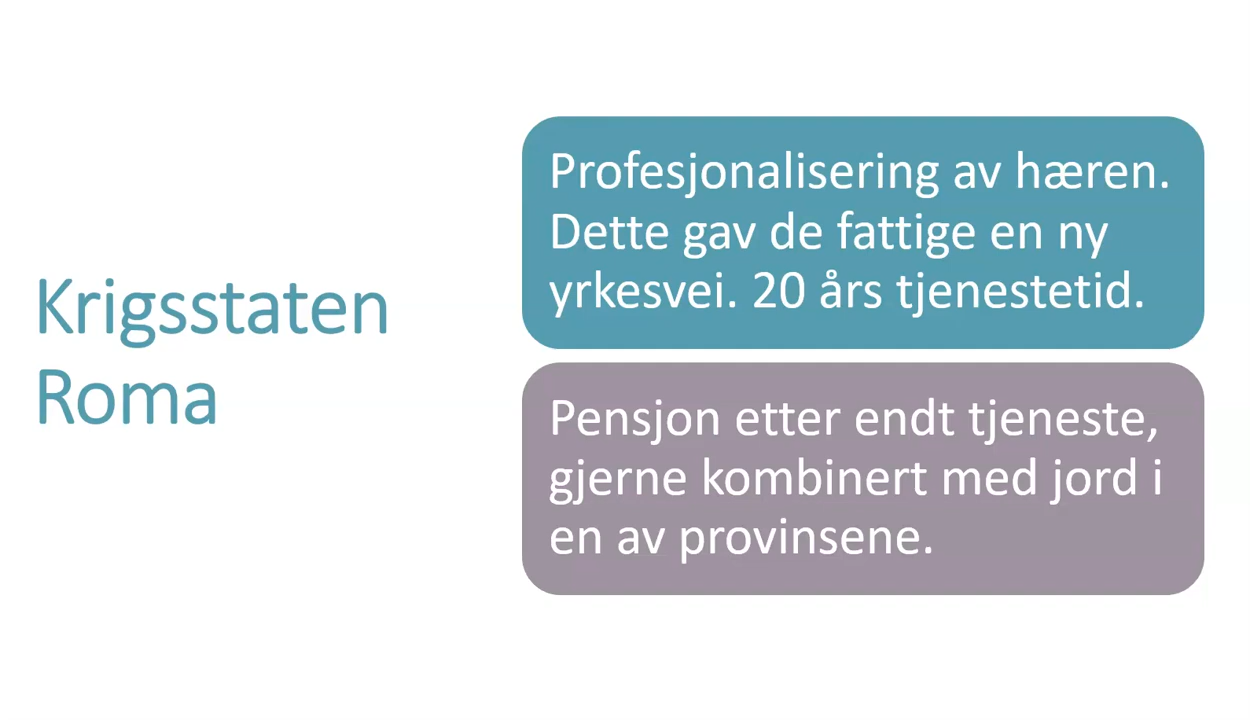 Krigsstaten
Roma
Profesjonalisering av hæren.
Dette gav de fattige en ny
yrkesvei. 20 års tjenestetid.
Pensjon etter endt tjeneste,
gjerne kombinert med jord i
en av provinsene.